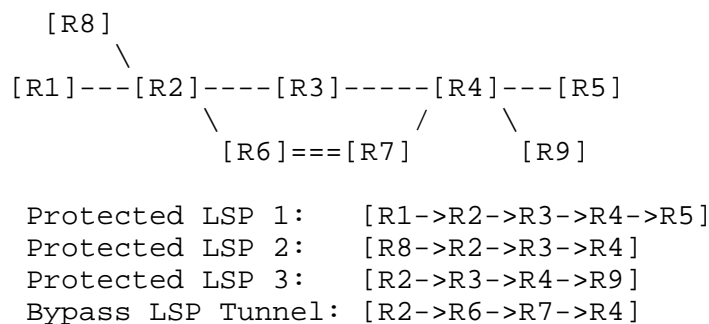 [R8]
\
[R1]---[R2]----[R3]-----[R4]---[R5]
\ / \
[R6]===[R7] [R9]
Protected LSP 1: [R1->R2->R3->R4->R5]
Protected LSP 2: [R8->R2->R3->R4]
Protected LSP 3: [R2->R3->R4->R9]
Bypass LSP Tunnel: [R2->R6->R7->R4]